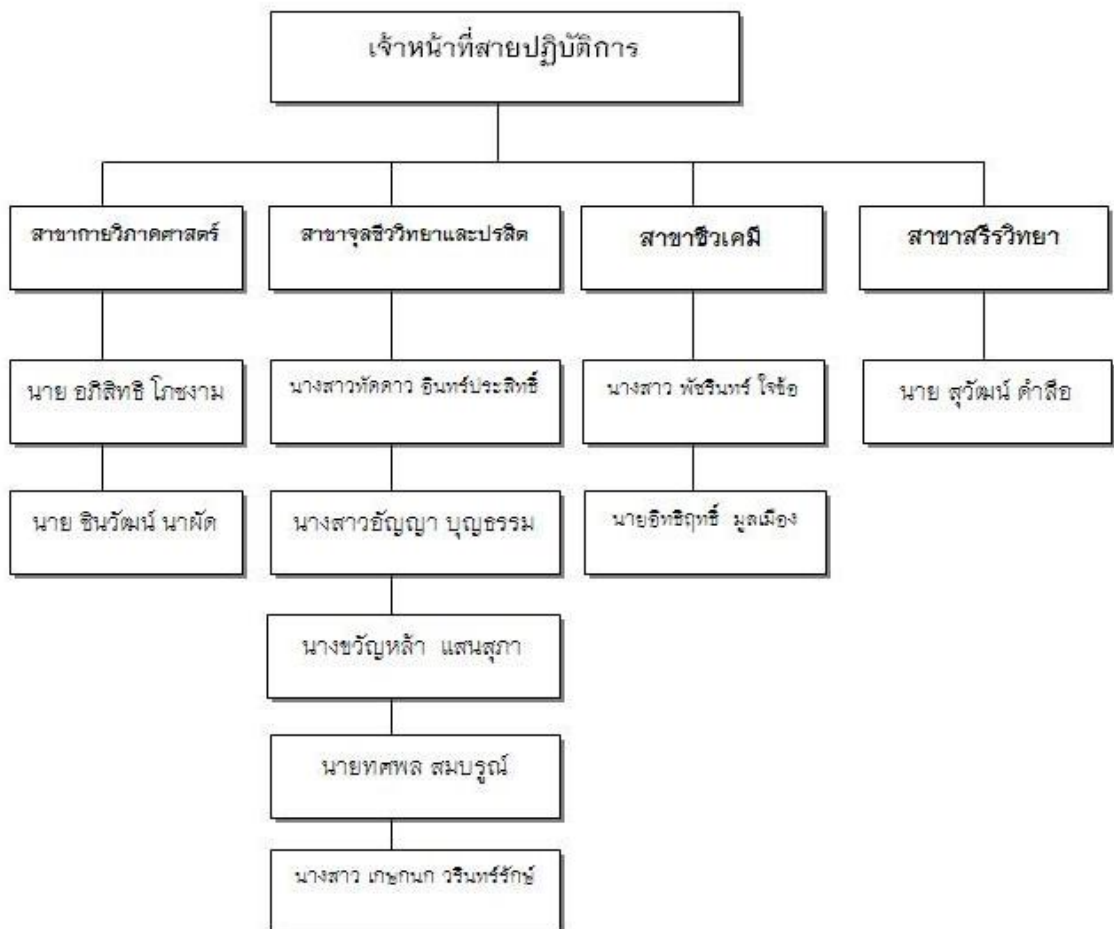 เจ้าหน้าที่สายปฏิบัติการ
สาขากายวิภาคศาสตร์
สาขาจุลชีววิทยาและปรสิต
สาขาชีวเคมี
สาขาสรีรวิทยา
นาย อภิสิทธิ โภชงาม
นางสาวทัดดาว อินทร์ประสิทธิ์
นางสาว พัชรินทร์ ใจช้อ
นาย สุวัฒน์ คำสือ
นาย ชินวัฒน์ นาผัด
นางสาวอัญญา บุญธรรม
นายอิทธิฤทธิ์ มูลเมือง
นางขวัญหล้า แสนสุภา
นายทศพล สมบรูณ์
นางสาว เกษกนก วรินทร์รักษ์